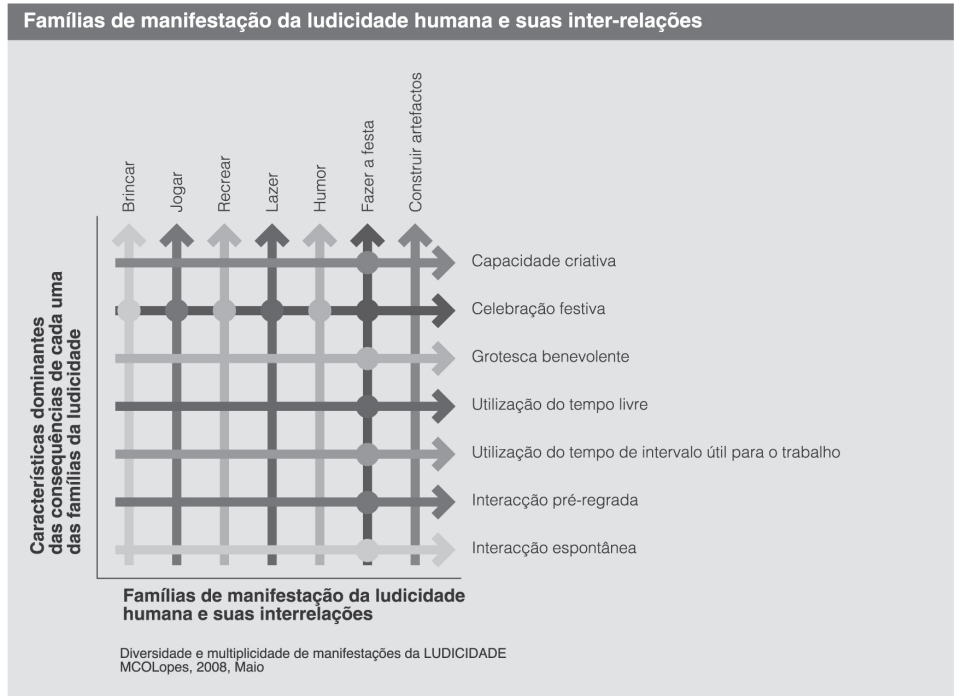 Famílias de manifestação da ludicidade humana e suas inter-relações
Brincar
Jogar
Recrear
Lazer
Humor
Fazer a festa
Construir artefactos
Características dominantes
das consequências de cada uma
das famílias da ludicidade
Capacidade criativa
Celebração festiva
Grotesca benevolente
Utilização do tempo livre
Utilização do tempo de intervalo útil para o trabalho
Interacção pré-regrada
Interacção espontânea
Famílias de manifestação da ludicidade
humana e suas interrelações
Diversidade e multiplicidade de manifestações da LUDICIDADE
MCOLopes, 2008, Maio